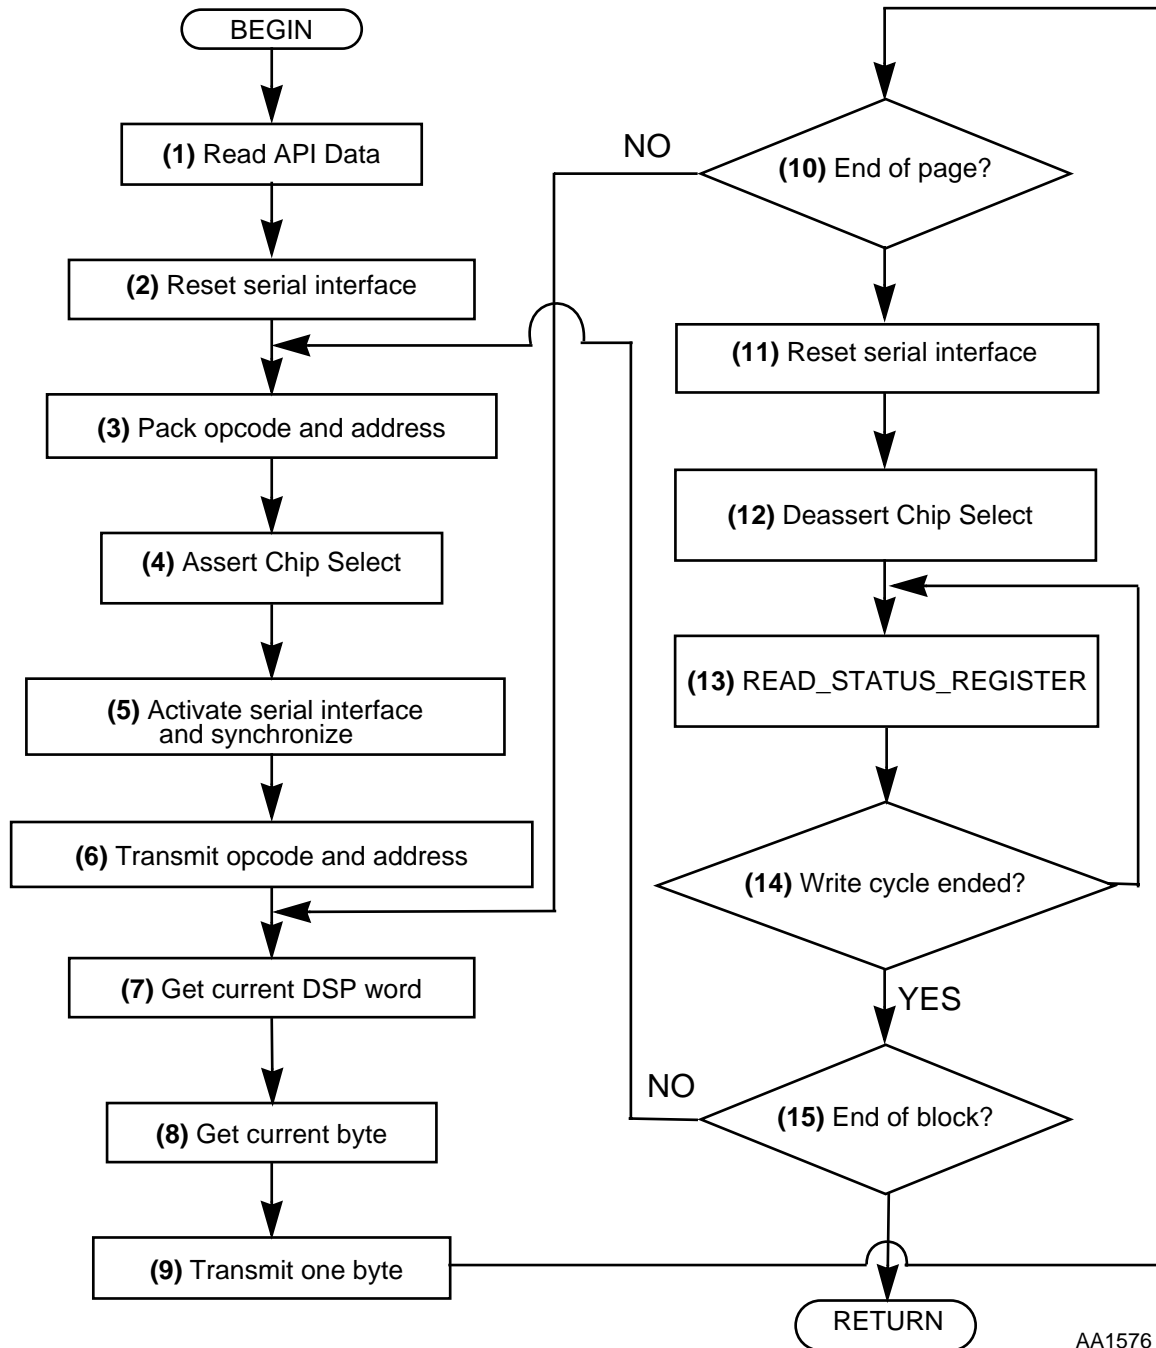 BEGIN
(1) Read API Data
(2) Reset serial interface
(3) Pack opcode and address
(4) Assert Chip Select
(5) Activate serial interface
and synchronize
(6) Transmit opcode and address
(7) Get current DSP word
(8) Get current byte
(9) Transmit one byte
NO
(10) End of page?
(11) Reset serial interface
(12) Deassert Chip Select
(13) READ_STATUS_REGISTER
(14) Write cycle ended?
YES
NO
(15) End of block?
RETURN
AA1576